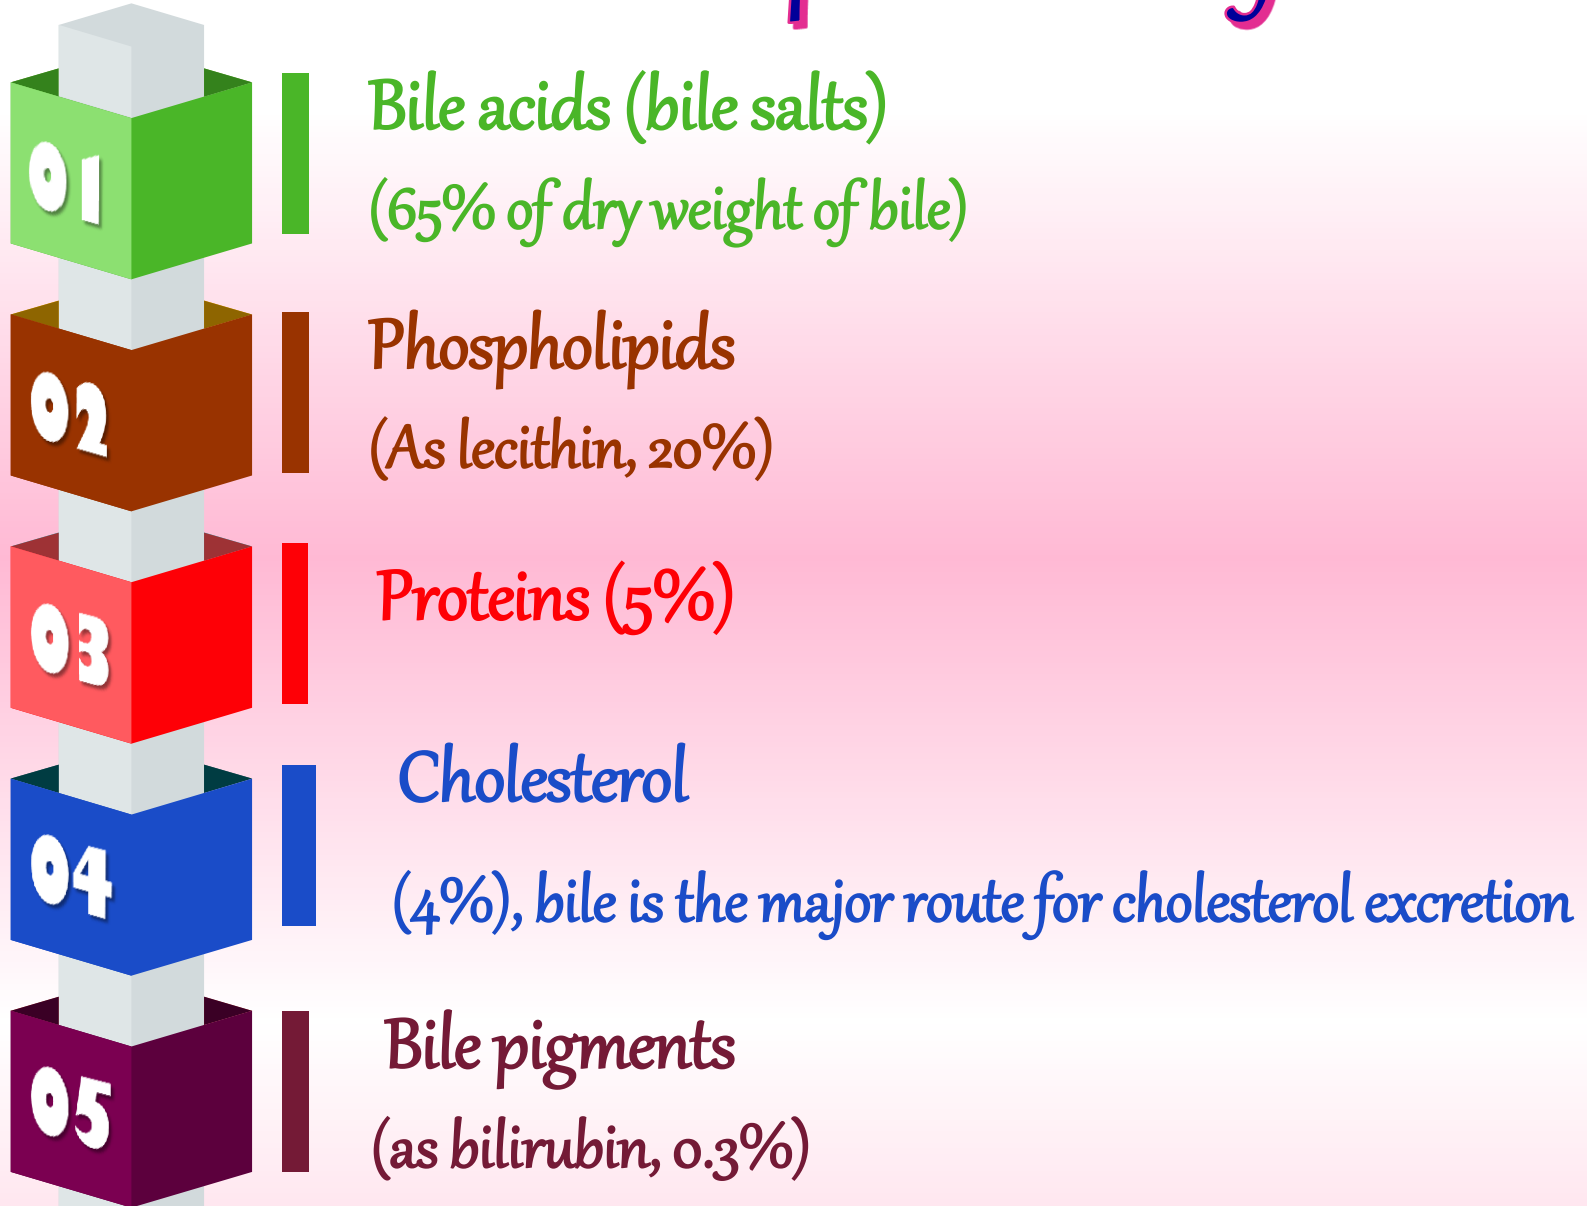 01
Bile acids (bile salts)
(65% of dry weight of bile)
02
Phospholipids
(As lecithin, 20%)
03
Proteins (5%)
04
Cholesterol
(4%), bile is the major route for cholesterol excretion
05
Bile pigments
(as bilirubin, 0.3%)